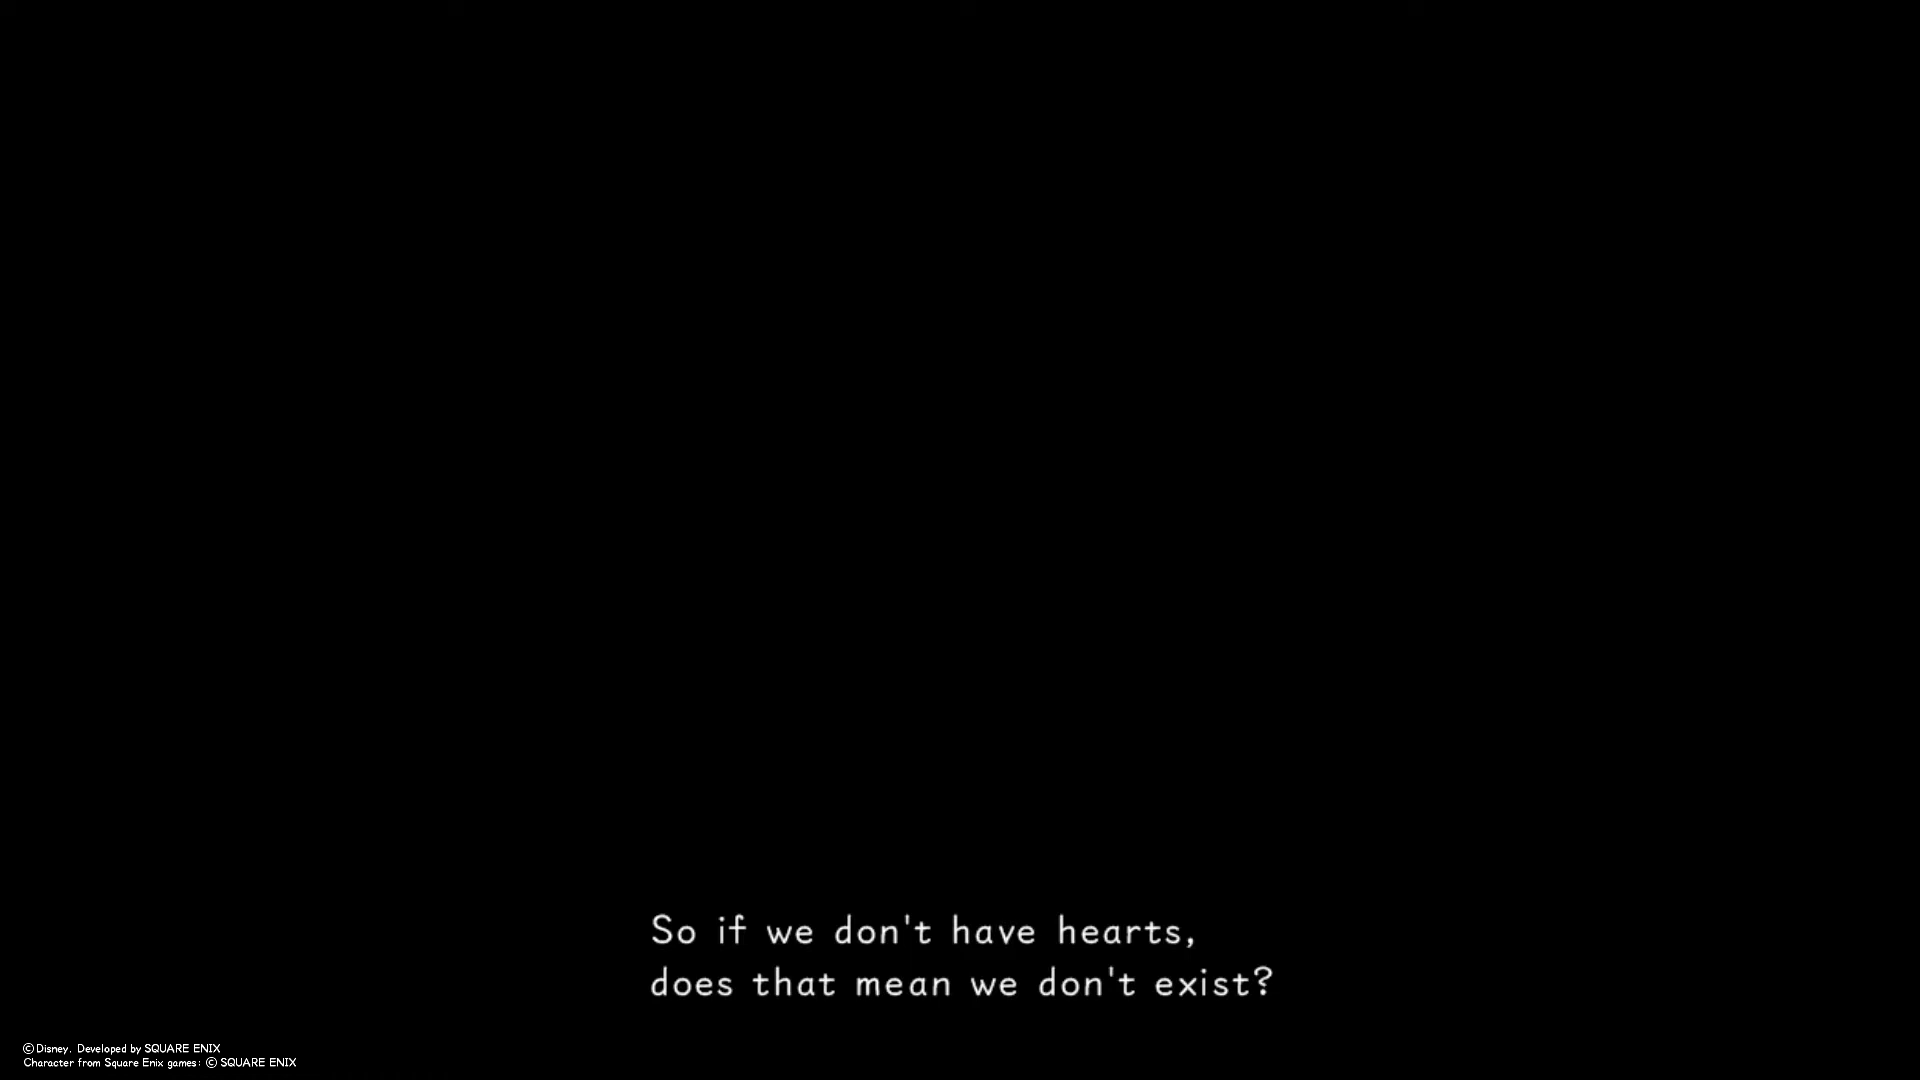 So if we don't have hearts,
does that mean we don't exist?
©Disney. Developed by SQUARE ENIX
Character from Square Enix games: © SQUARE ENIX